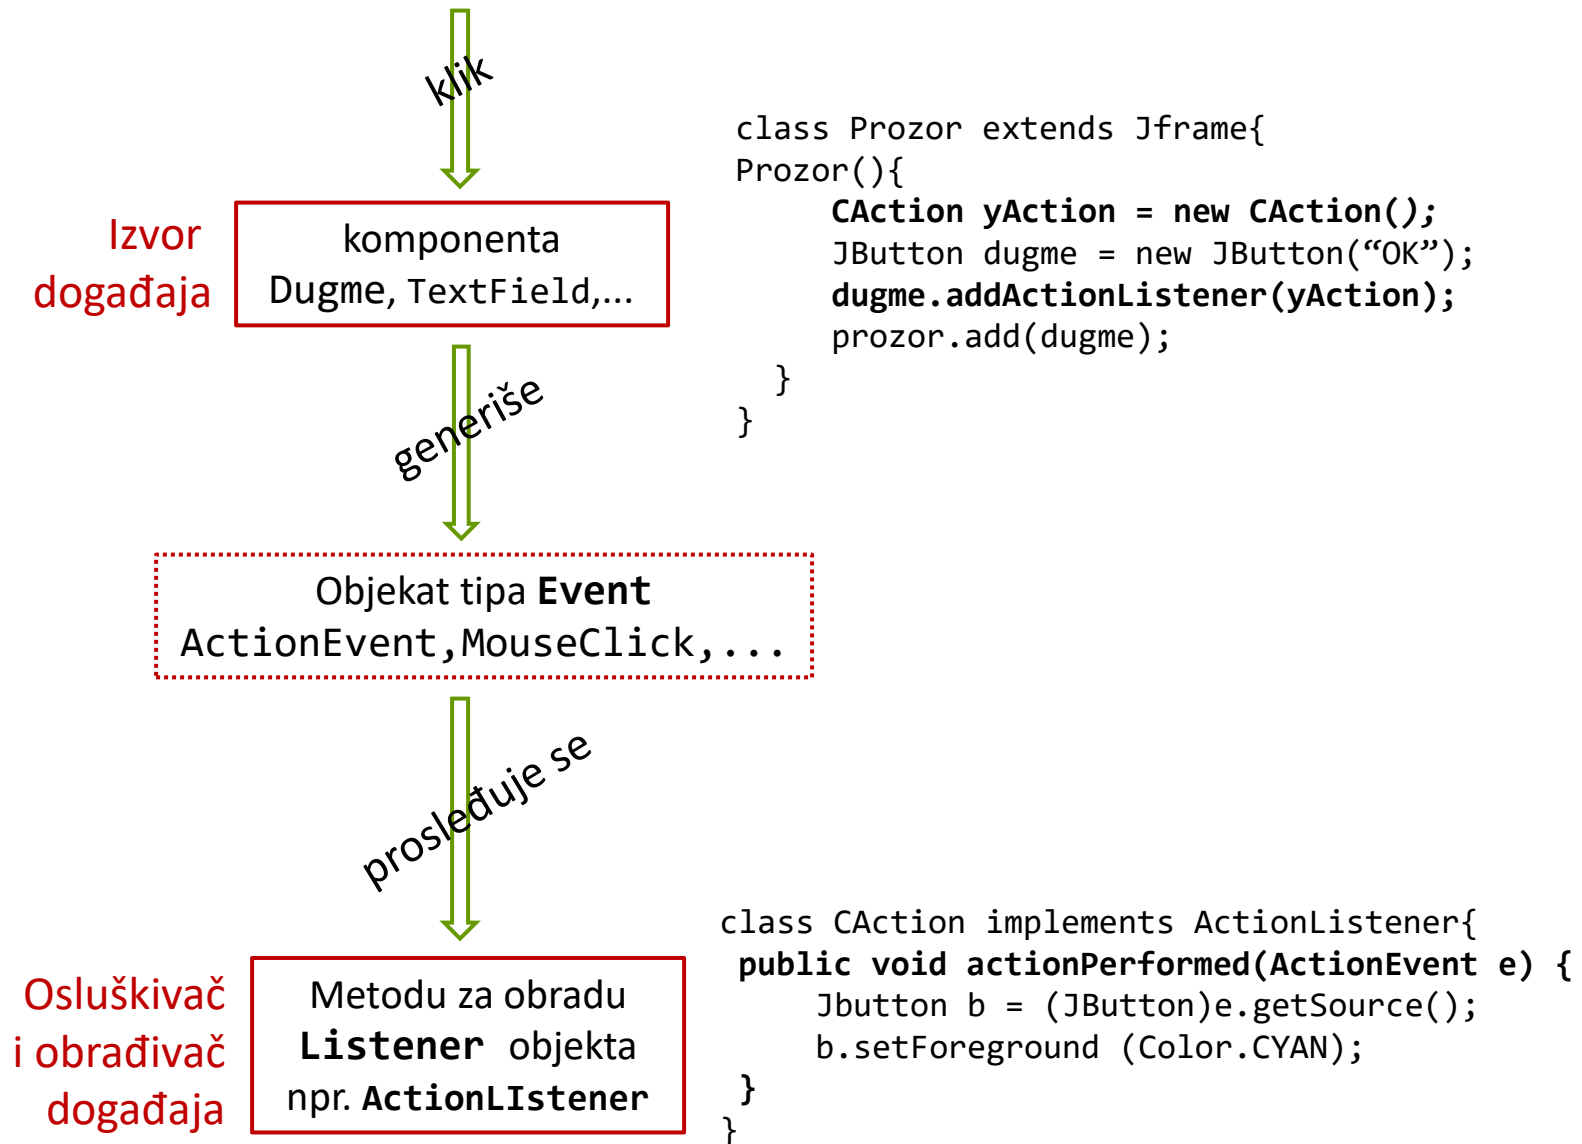 klik
Izvor
događaja
komponenta
Dugme, TextField,...
class Prozor extends Jframe{
Prozor(){
CAction yAction = new CAction();
JButton dugme = new JButton(“OK”);
dugme.addActionListener(yAction);
prozor.add(dugme);
}
}
generiše
Objekat tipa Event
ActionEvent,MouseClick,...
prosleđuje se
Osluškivač
i obrađivač
događaja
Metodu za obradu
Listener objekta
npr. ActionLIstener
class CAction implements ActionListener{
public void actionPerformed(ActionEvent e) {
Jbutton b = (JButton)e.getSource();
b.setForeground (Color.CYAN);
}
}